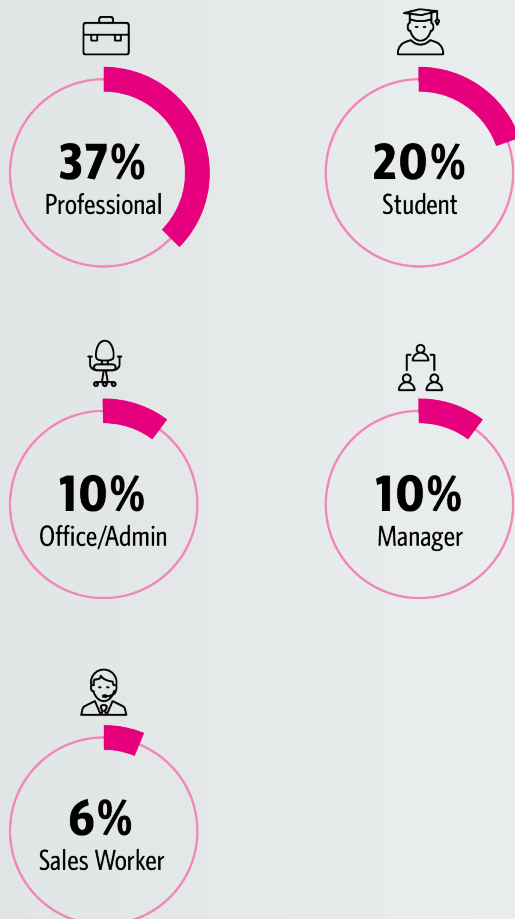 37%
Professional
20%
Student
10%
Office/Admin
10%
Manager
6%
Sales Worker